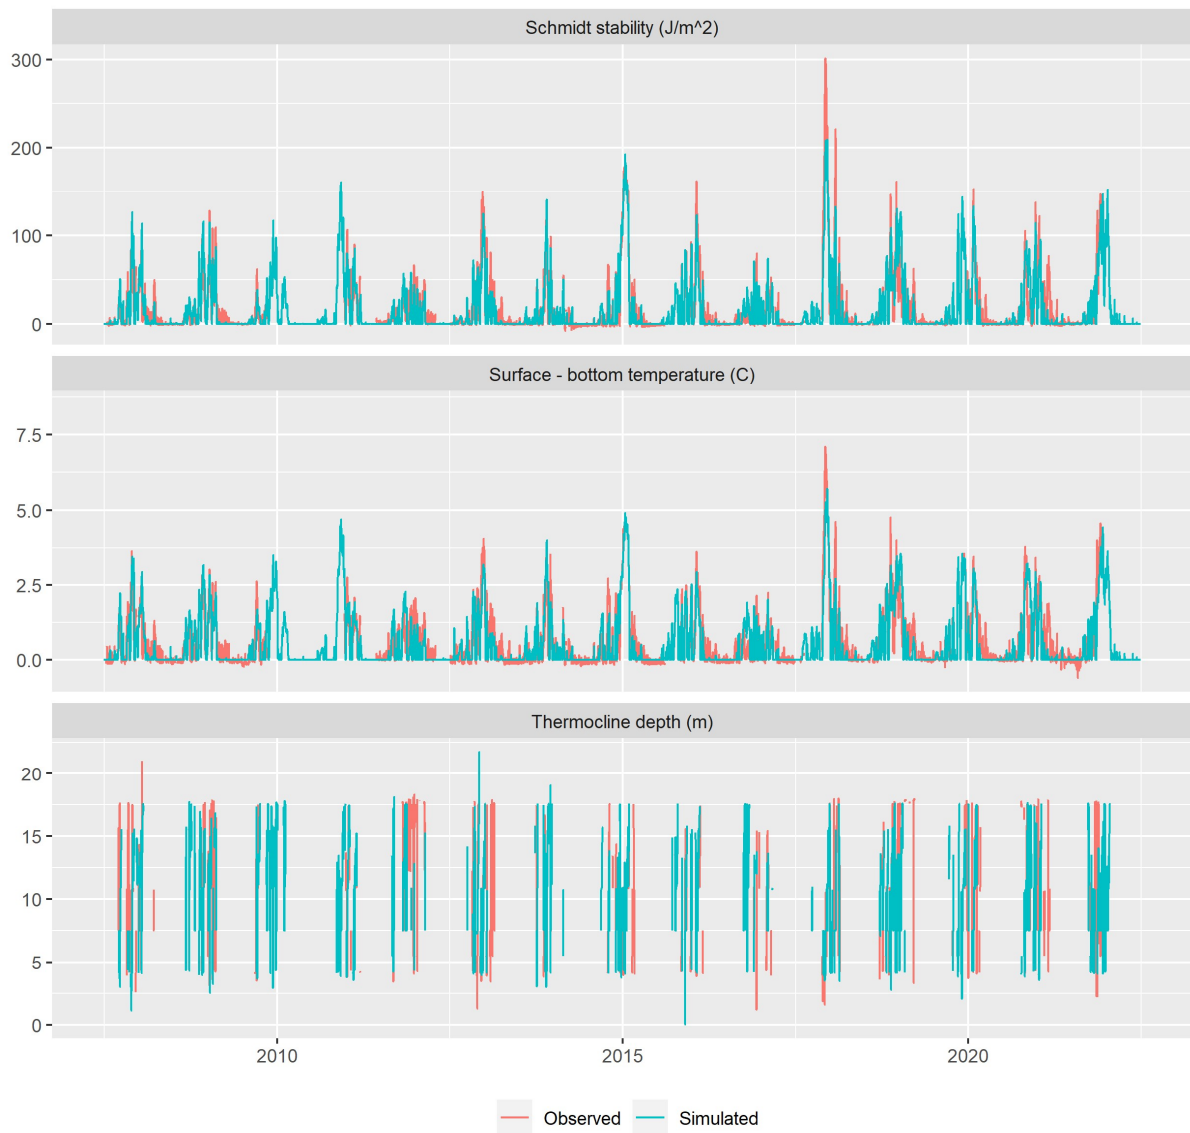 Schmidt stability (J/m^2)
300
200
100
0
Surface - bottom temperature (C)
7.5
5.0
2.5
0.0
Thermocline depth (m)
20
15
10
5
0
2010 2015 2020
Observed Simulated